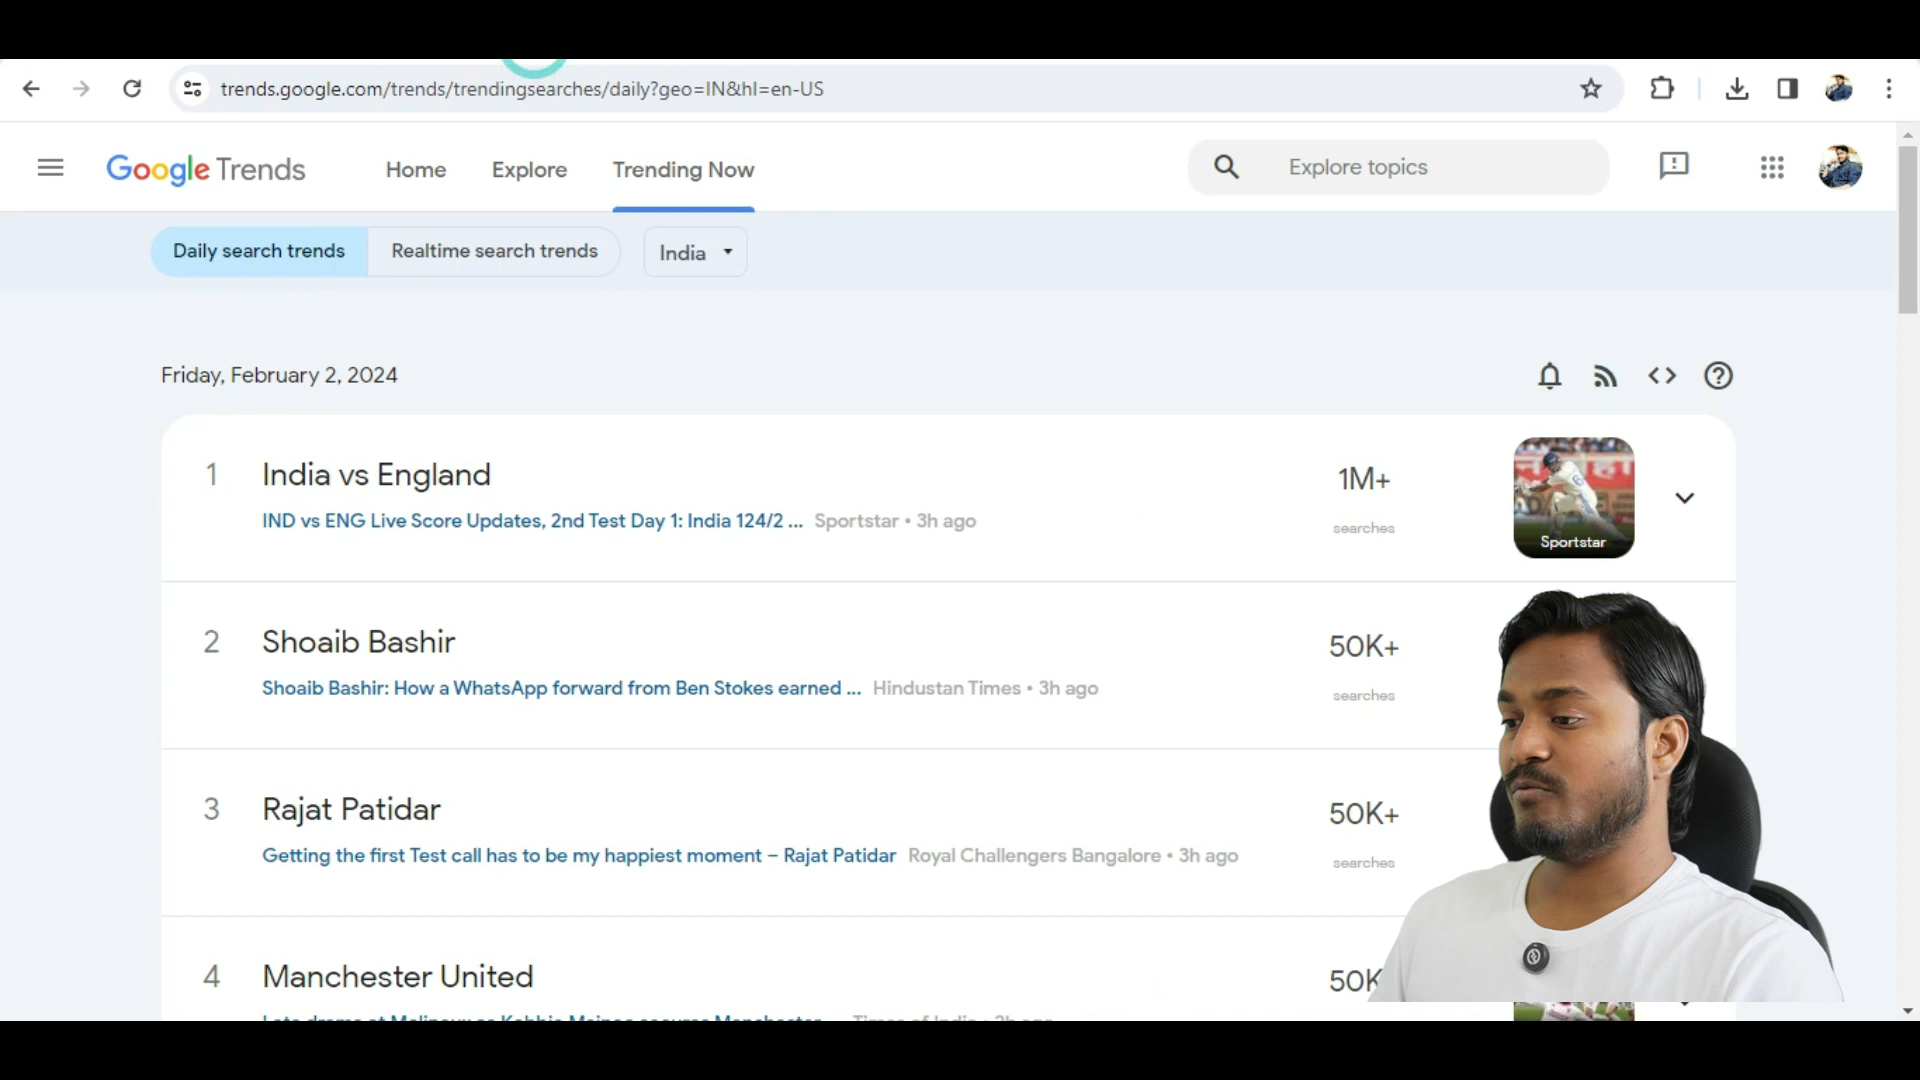 trends.google.com/trends/trendingsearches/daily?geo=IN&hl=en-US
Google Trends
Home
Explore
Trending Now
Explore topics
Daily search trends
Realtime search trends
India
Friday, February 2, 2024
1
India vs England
IND vs ENG Live Score Updates, 2nd Test Day 1: India 124/2 ... Sportstar • 3h ago
1M+
searches
Sportstar
2
Shoaib Bashir
Shoaib Bashir: How a WhatsApp forward from Ben Stokes earned ... Hindustan Times • 3h ago
50K+
searches
3
Rajat Patidar
Getting the first Test call has to be my happiest moment – Rajat Patidar Royal Challengers Bangalore • 3h ago
50K+
searches
4
Manchester United
50K